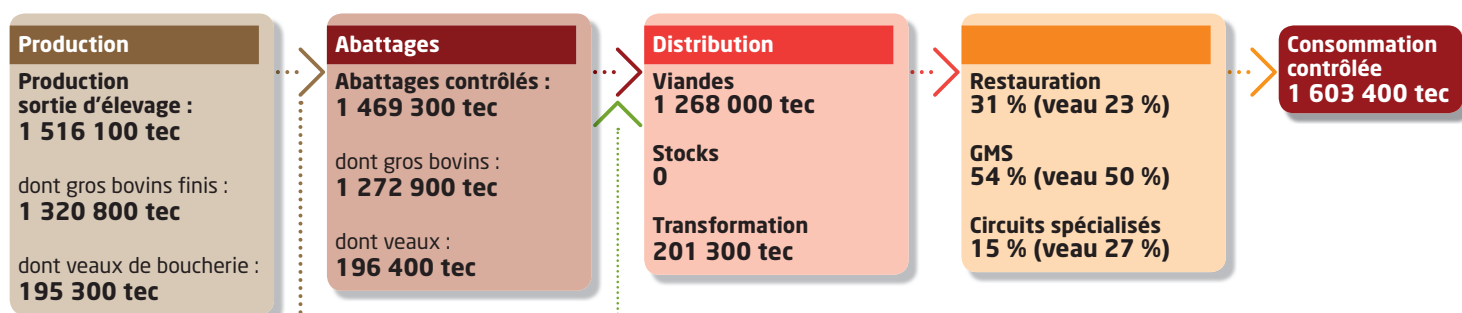 Production
Production
sortie d'élevage :
1 516 100 tec
dont gros bovins finis :
1 320 800 tec
dont veaux de boucherie :
195 300 tec
Abattages
Abattages contrôlés :
1 469 300 tec
dont gros bovins :
1 272 900 tec
dont veaux :
196 400 tec
Distribution
Viandes
1 268 000 tec
Stocks
0
Transformation
201 300 tec
Restauration
31 % (veau 23 %)
GMS
54 % (veau 50 %)
Circuits spécialisés
15 % (veau 27 %)
Consommation
contrôlée
1 603 400 tec